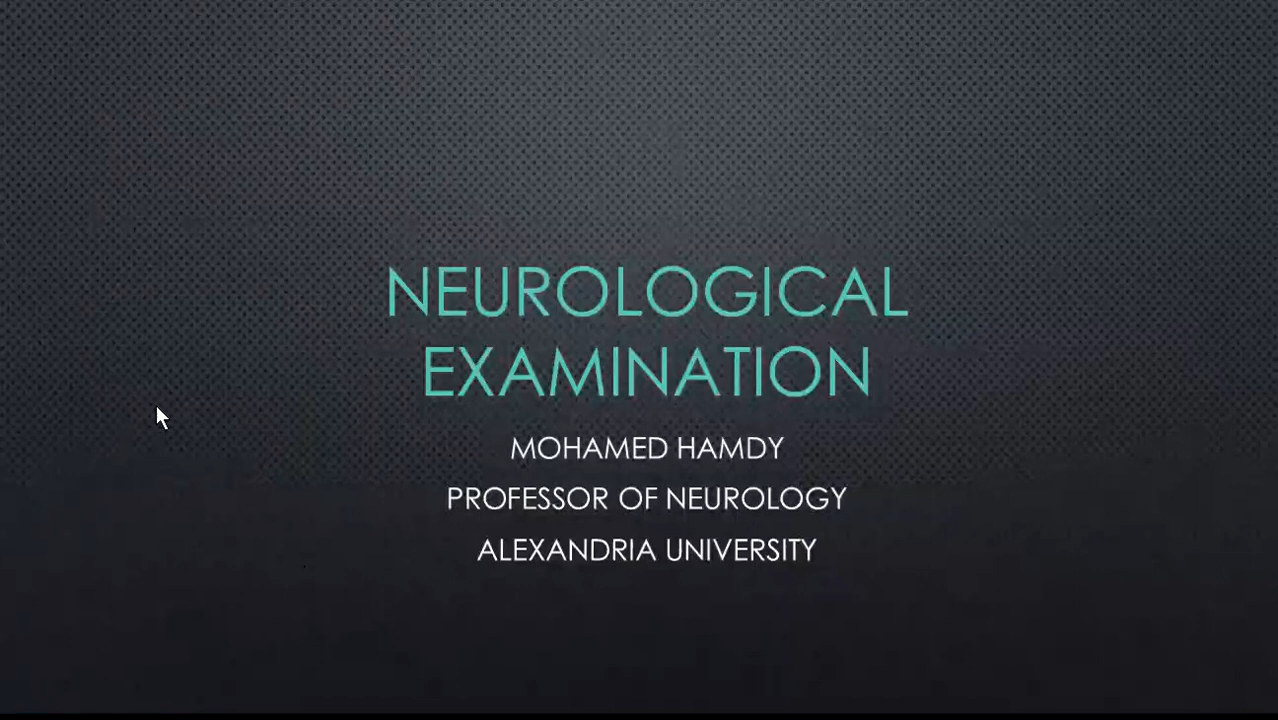 NEUROLOGICAL
EXAMINATION
MOHAMED HAMDY
PROFESSOR OF NEUROLOGY
ALEXANDRIA UNIVERSITY